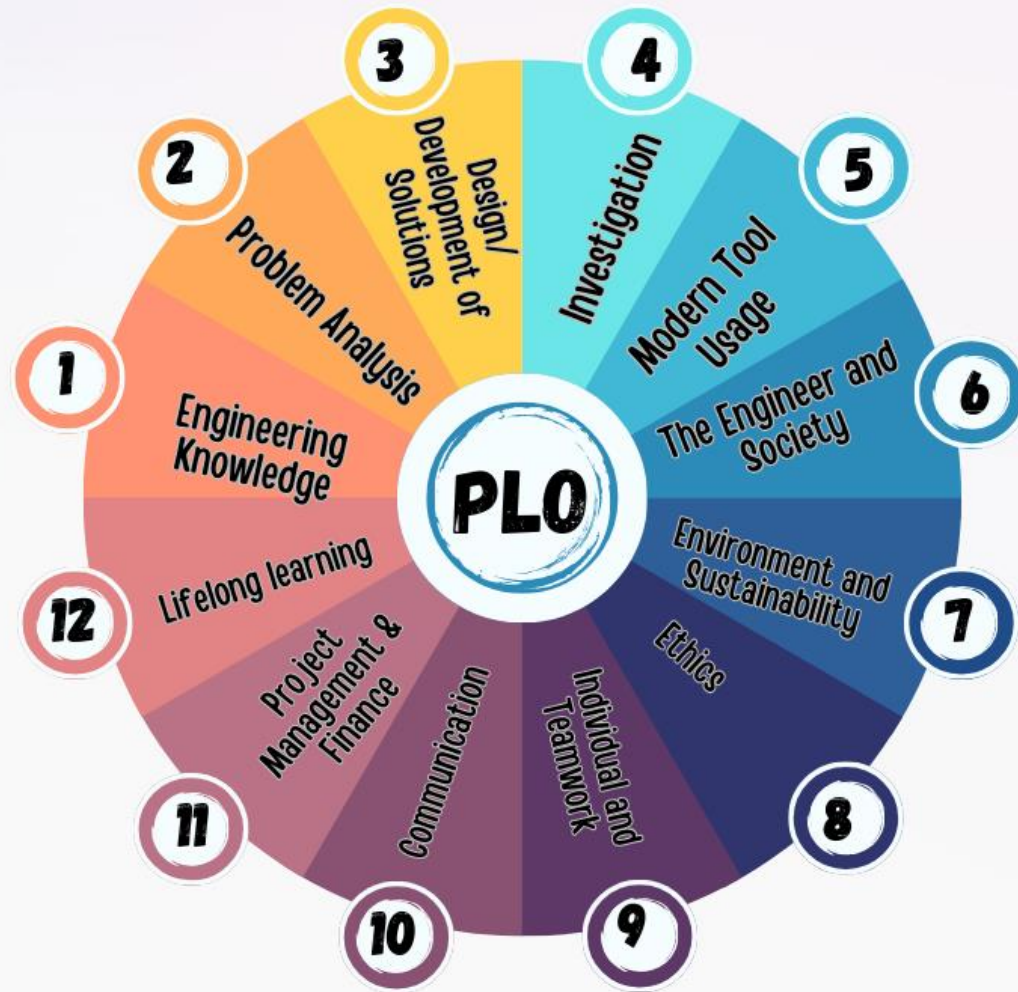 1
Engineering
Knowledge
2
Problem Analysis
3
Design/
Development of
Solutions
4
Investigation
5
Modern Tool
Usage
6
The Engineer and
Society
7
Environment and
Sustainability
8
Ethics
9
Individual and
Teamwork
10
Communication
11
Project
Management &
Finance
12
Lifelong learning
PLO